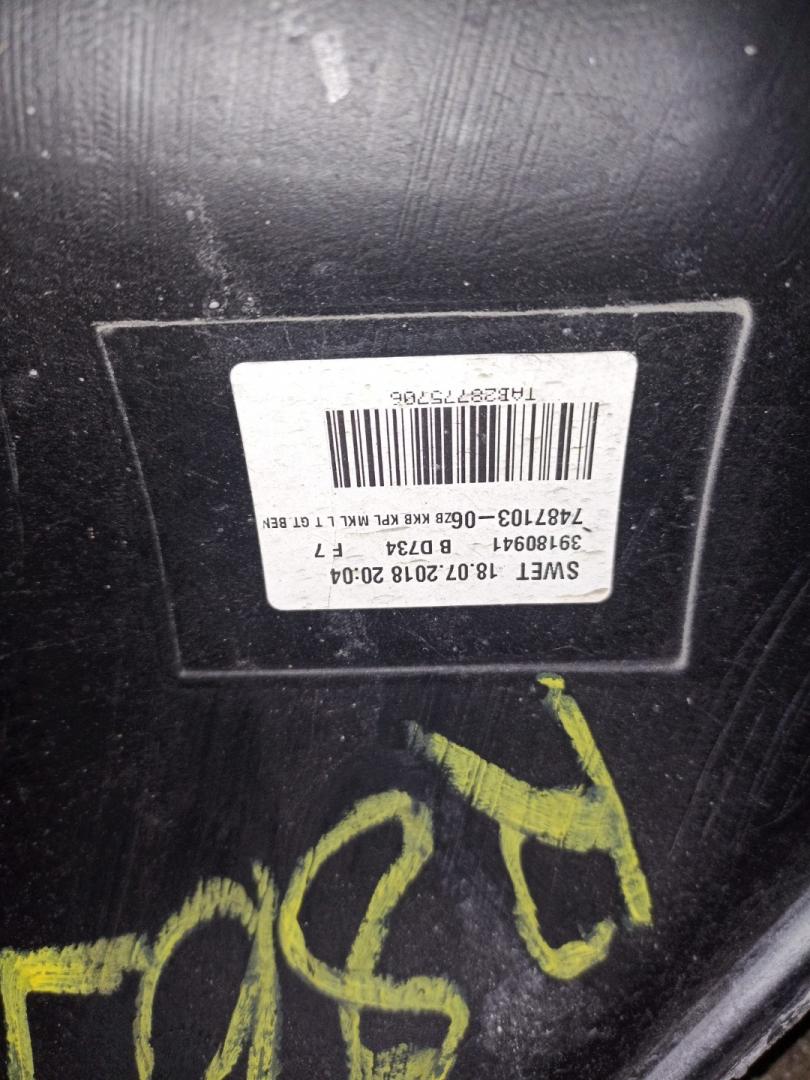 SWET 18.07.2018 20:04
39180941 B D734 F 7
7487103-06ZB KKB KPL MKL L T GT BEN
TAB28775706